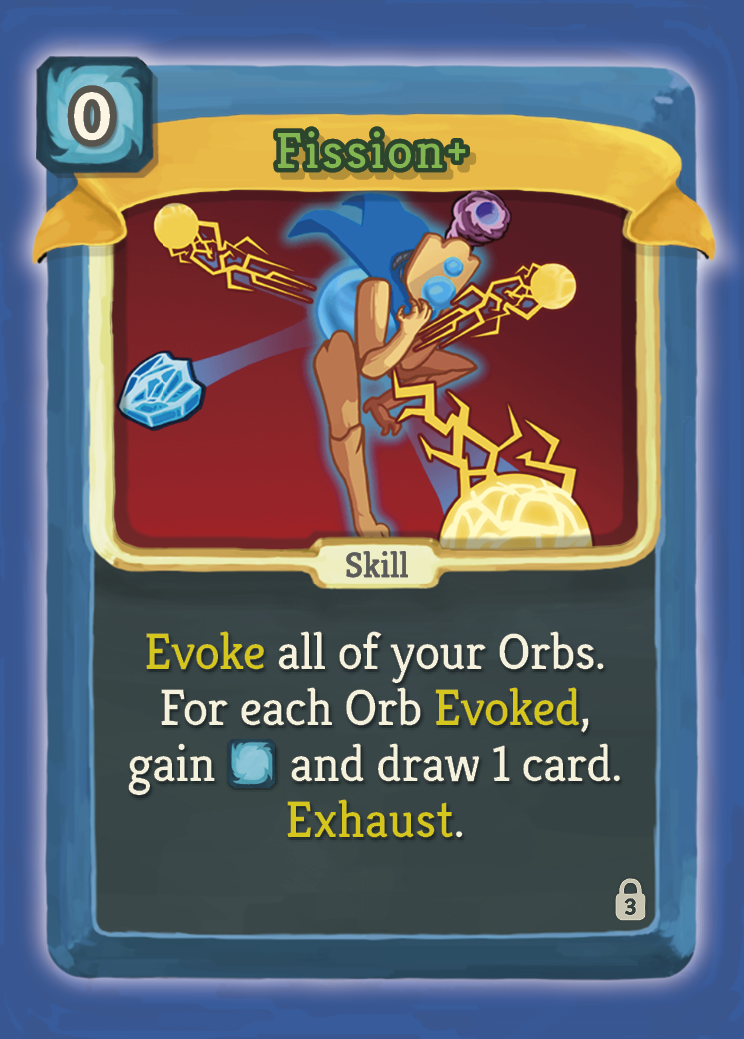 0
Fission+
Skill
Evoke all of your Orbs.
For each Orb Evoked,
gain and draw 1 card.
Exhaust.
3